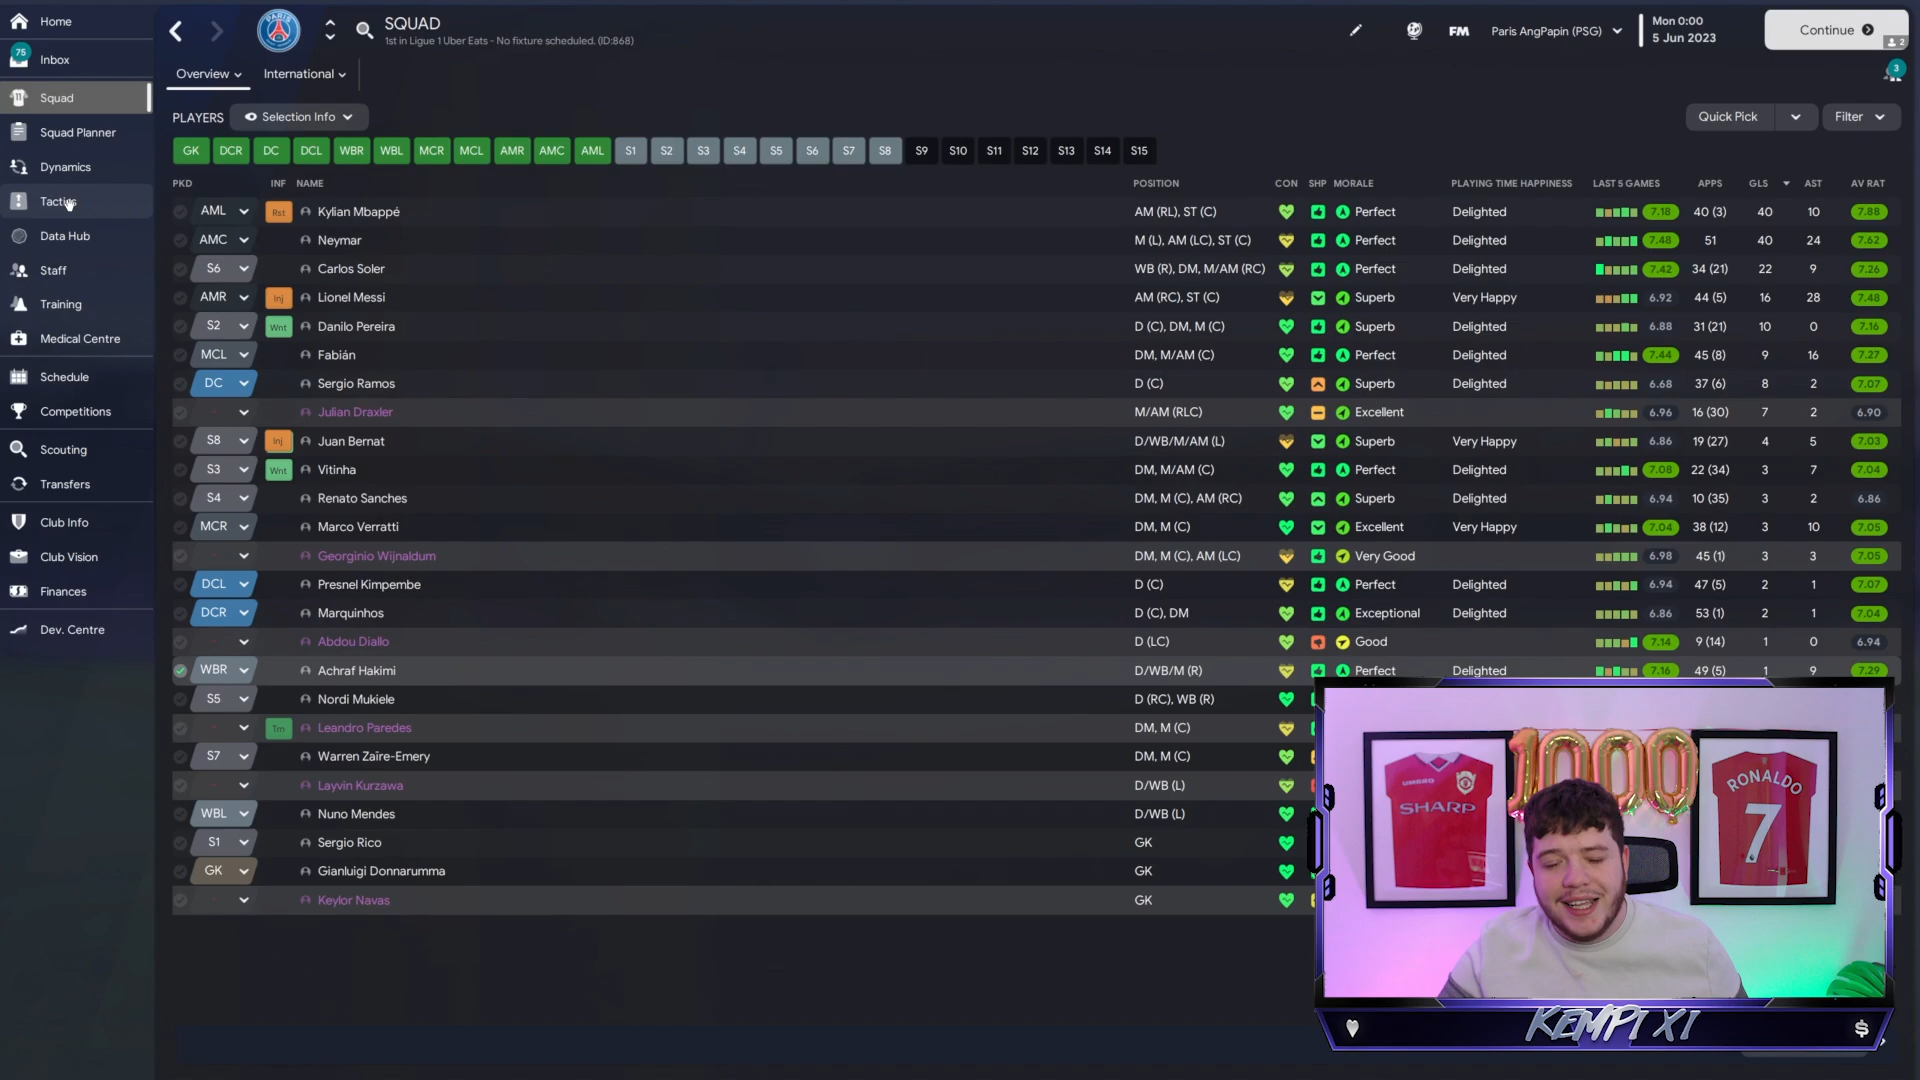 Home
75
Inbox
Squad
Squad Planner
Dynamics
Tactics
Data Hub
Staff
Training
Medical Centre
Schedule
Competitions
Scouting
Transfers
Club Info
Club Vision
Finances
Dev. Centre
PARIS
SQUAD
1st in Ligue 1 Uber Eats - No fixture scheduled. (ID:868)
FM
Paris AngPapin (PSG)
Mon 0:00
5 Jun 2023
Continue
2
Overview
International
3
PLAYERS
Selection Info
Quick Pick
Filter
GK DCR DC DCL WBR WBL MCR MCL AMR AMC AML S1 S2 S3 S4 S5 S6 S7 S8 S9 S10 S11 S12 S13 S14 S15
PKD INF NAME POSITION CON SHP MORALE PLAYING TIME HAPPINESS LAST 5 GAMES APPS GLS AST AV RAT
AML Rst Kylian Mbappé AM (RL), ST (C) Perfect Delighted 7.18 40 (3) 40 10 7.88
AMC Neymar M (L), AM (LC), ST (C) Perfect Delighted 7.48 51 40 24 7.62
S6 Carlos Soler WB (R), DM, M/AM (RC) Perfect Delighted 7.42 34 (21) 22 9 7.26
AMR Inj Lionel Messi AM (RC), ST (C) Superb Very Happy 6.92 44 (5) 16 28 7.48
S2 Wnt Danilo Pereira D (C), DM, M (C) Superb Delighted 6.88 31 (21) 10 0 7.16
MCL Fabián DM, M/AM (C) Perfect Delighted 7.44 45 (8) 9 16 7.27
DC Sergio Ramos D (C) Superb Delighted 6.68 37 (6) 8 2 7.07
Julian Draxler M/AM (RLC) Excellent 6.96 16 (30) 7 2 6.90
S8 Inj Juan Bernat D/WB/M/AM (L) Superb Very Happy 6.86 19 (27) 4 5 7.03
S3 Wnt Vitinha DM, M/AM (C) Perfect Delighted 7.08 22 (34) 3 7 7.04
S4 Renato Sanches DM, M (C), AM (RC) Superb Delighted 6.94 10 (35) 3 2 6.86
MCR Marco Verratti DM, M (C) Excellent Very Happy 7.04 38 (12) 3 10 7.05
Georginio Wijnaldum DM, M (C), AM (LC) Very Good 6.98 45 (1) 3 3 7.05
DCL Presnel Kimpembe D (C) Perfect Delighted 6.94 47 (5) 2 1 7.07
DCR Marquinhos D (C), DM Exceptional Delighted 6.86 53 (1) 2 1 7.04
Abdou Diallo D (LC) Good 7.14 9 (14) 1 0 6.94
WBR Achraf Hakimi D/WB/M (R) Perfect Delighted 7.16 49 (5) 1 9 7.29
S5 Nordi Mukiele D (RC), WB (R)
Trn Leandro Paredes DM, M (C)
S7 Warren Zaïre-Emery DM, M (C)
Layvin Kurzawa D/WB (L)
WBL Nuno Mendes D/WB (L)
S1 Sergio Rico GK
GK Gianluigi Donnarumma GK
Keylor Navas GK
1000
UMBRO
SHARP
RONALDO
7
KEMPI XI
$